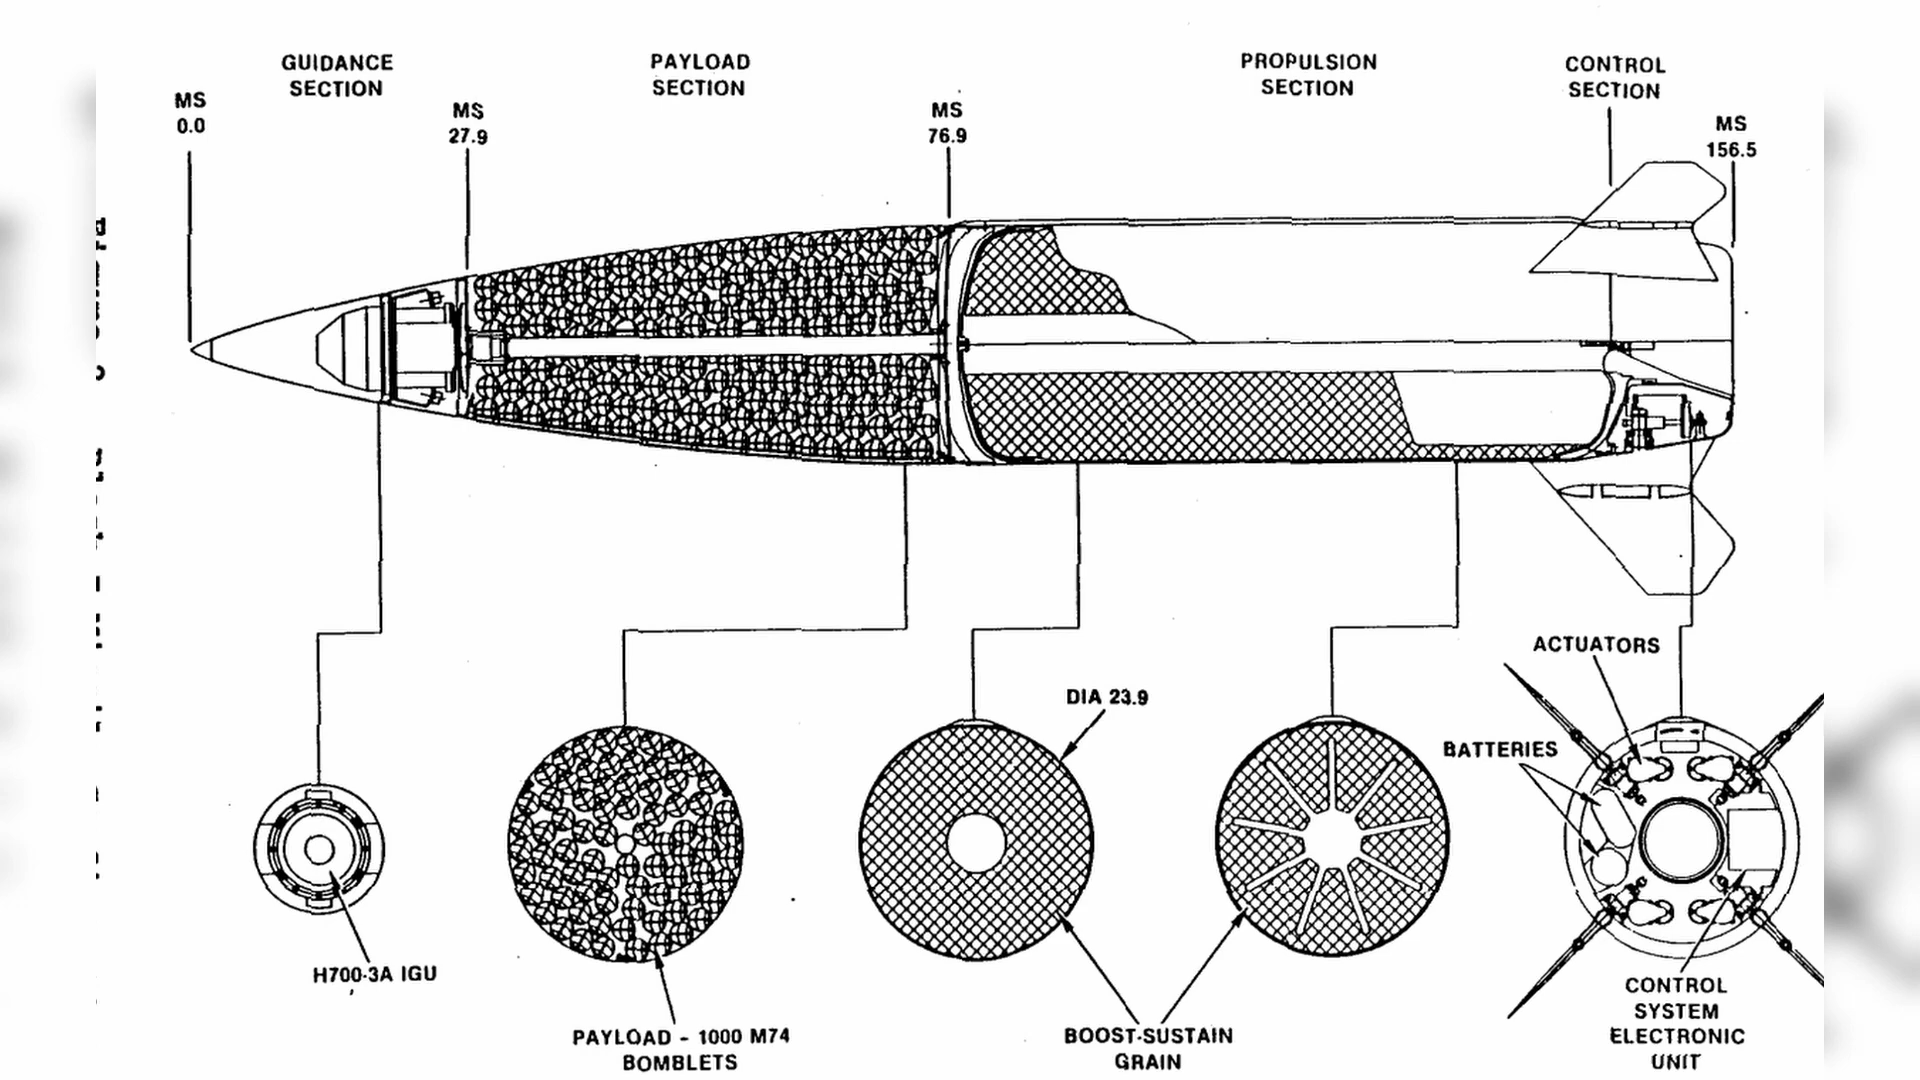 GUIDANCE
SECTION
PAYLOAD
SECTION
PROPULSION
SECTION
CONTROL
SECTION
MS
0.0
MS
27.9
MS
76.9
MS
156.5
ACTUATORS
DIA 23.9
BATTERIES
H700-3A IGU
PAYLOAD - 1000 M74
BOMBLETS
BOOST-SUSTAIN
GRAIN
CONTROL
SYSTEM
ELECTRONIC
UNIT